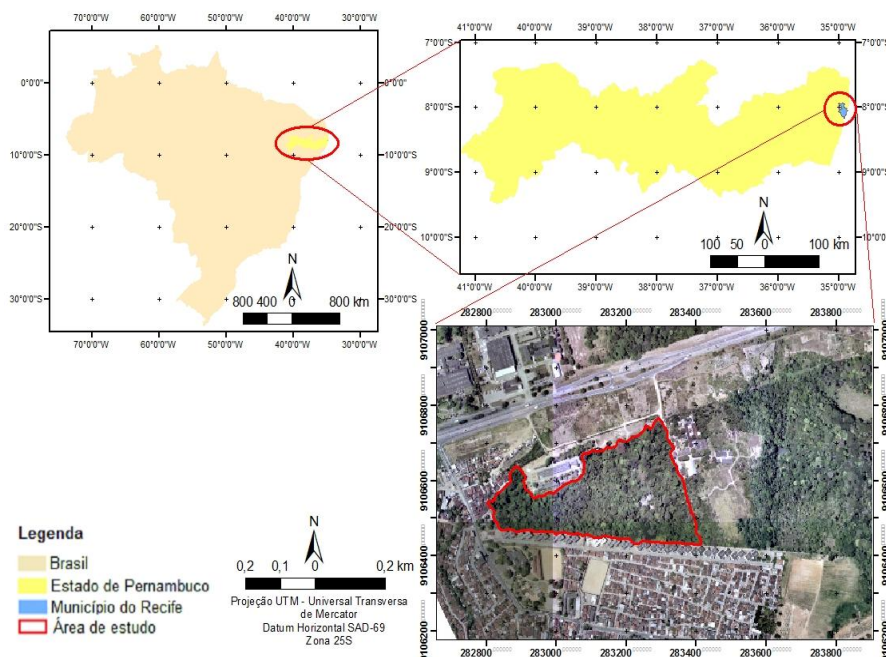 0°0'0"S
10°0'0"S
20°0'0"S
30°0'0"S
70°0'0"W 60°0'0"W 50°0'0"W 40°0'0"W 30°0'0"W
0°0'0"
10°0'0"S
20°0'0"S
30°0'0"S
70°0'0"W 60°0'0"W 50°0'0"W 40°0'0"W 30°0'0"W
N
800 400 0 800 km
41°0'0"S 40°0'0"S 39°0'0"S 38°0'0"S 37°0'0"S 36°0'0"S 35°0'0"S
7°0'0"S
8°0'0"S
9°0'0"S
10°0'0"S
7°0'0"S
8°0'0"S
9°0'0"S
10°0'0"S
N
100 50 0 100 km
41°0'0"W 40°0'0"W 39°0'0"W 38°0'0"W 37°0'0"W 36°0'0"W 35°0'0"W
282800 283000 283200 283400 283600 283800
9107000
9106800
9106600
9106400
9106200
9107000
9106800
9106600
9106400
9106200
282800 283000 283200 283400 283600 283800
Legenda
Brasil
Estado de Pernambuco
Município do Recife
Área de estudo
N
0,2 0,1 0 0,2 km
Projeção UTM - Universal Transversa
de Mercator
Datum Horizontal SAD-69
Zona 25S